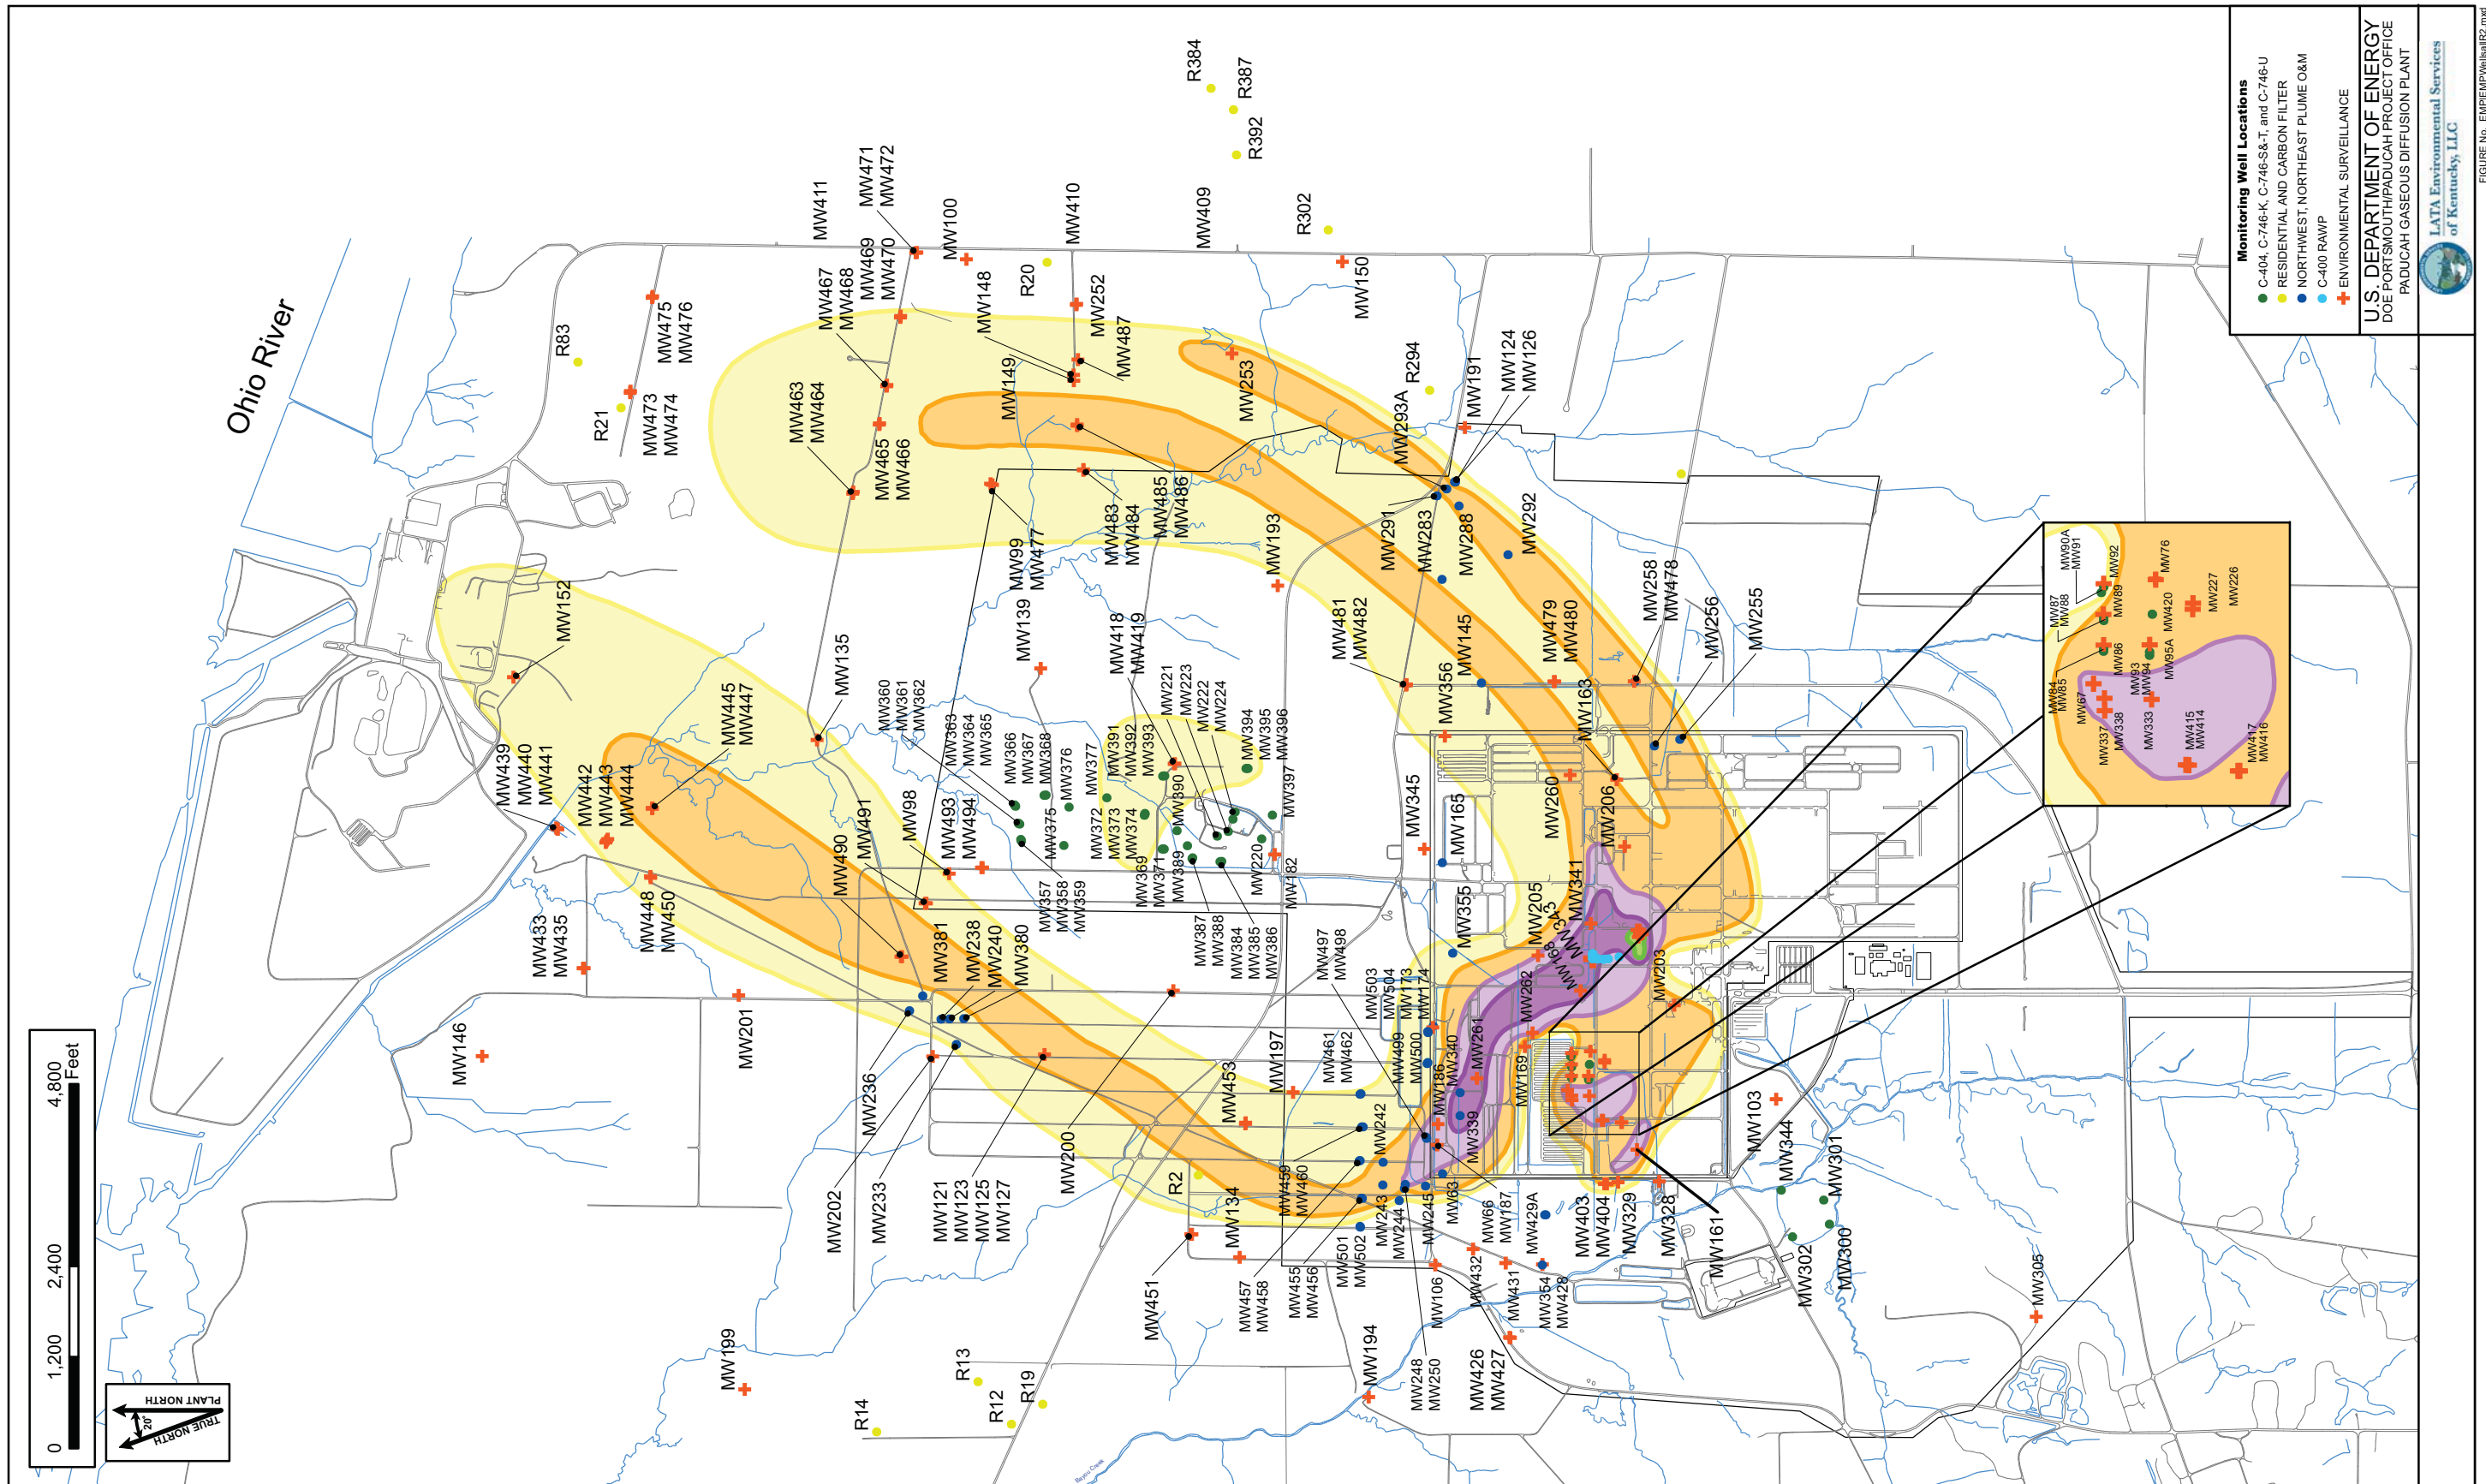 Ohio River
0 1,200 2,400 4,800
Feet
PLANT NORTH
TRUE NORTH
20°
R384
R387
R392
R302
R83
R21
MW473
MW474
MW475
MW476
MW411
MW471
MW472
MW469
MW470
MW100
MW467
MW468
MW148
R20
MW410
MW252
MW487
MW409
MW150
MW463
MW464
MW465
MW466
MW149
MW253
R294
MW293A
MW191
MW124
MW126
MW99
MW477
MW483
MW484
MW485
MW486
MW193
MW291
MW283
MW288
MW292
MW152
MW135
MW139
MW418
MW419
MW221
MW223
MW222
MW224
MW481
MW482
MW356
MW145
MW479
MW480
MW163
MW258
MW478
MW256
MW255
MW439
MW440
MW441
MW442
MW443
MW444
MW445
MW447
MW360
MW361
MW362
MW363
MW364
MW365
MW366
MW367
MW368
MW376
MW377
MW391
MW392
MW393
MW394
MW395
MW396
MW397
MW390
MW490
MW491
MW98
MW493
MW494
MW375
MW372
MW373
MW374
MW357
MW358
MW359
MW369
MW371
MW389
MW387
MW388
MW384
MW385
MW386
MW220
MW182
MW345
MW165
MW260
MW206
MW341
MW343
MW168
MW205
MW355
MW203
MW262
MW433
MW435
MW448
MW450
MW381
MW238
MW240
MW380
MW497
MW498
MW503
MW504
MW173
MW174
MW146
MW201
MW236
MW200
MW453
MW197
MW461
MW462
MW499
MW500
MW186
MW340
MW261
MW169
MW339
MW202
MW233
MW121
MW123
MW125
MW127
R2
MW134
MW459
MW460
MW242
MW243
MW244
MW245
MW63
MW66
MW187
MW429A
MW403
MW404
MW329
MW328
MW161
MW103
MW344
MW301
MW302
MW300
MW451
MW457
MW458
MW455
MW456
MW501
MW502
MW106
MW432
MW431
MW354
MW428
MW305
MW199
R14
R13
R12
R19
MW194
MW248
MW250
MW426
MW427
Bayou Creek
MW90A
MW91
MW92
MW76
MW87
MW88
MW89
MW420
MW227
MW226
MW84
MW85
MW86
MW93
MW94
MW95A
MW67
MW337
MW338
MW333
MW415
MW414
MW417
MW416
Monitoring Well Locations
C-404, C-746-K, C-746-S&-T, and C-746-U
RESIDENTIAL AND CARBON FILTER
NORTHWEST, NORTHEAST PLUME O&M
C-400 RAWP
ENVIRONMENTAL SURVEILLANCE
U.S. DEPARTMENT OF ENERGY
DOE PORTSMOUTH/PADUCAH PROJECT OFFICE
PADUCAH GASEOUS DIFFUSION PLANT
LATA Environmental Services
of Kentucky, LLC
FIGURE No. EMP\EMPWellsallR2.mxd